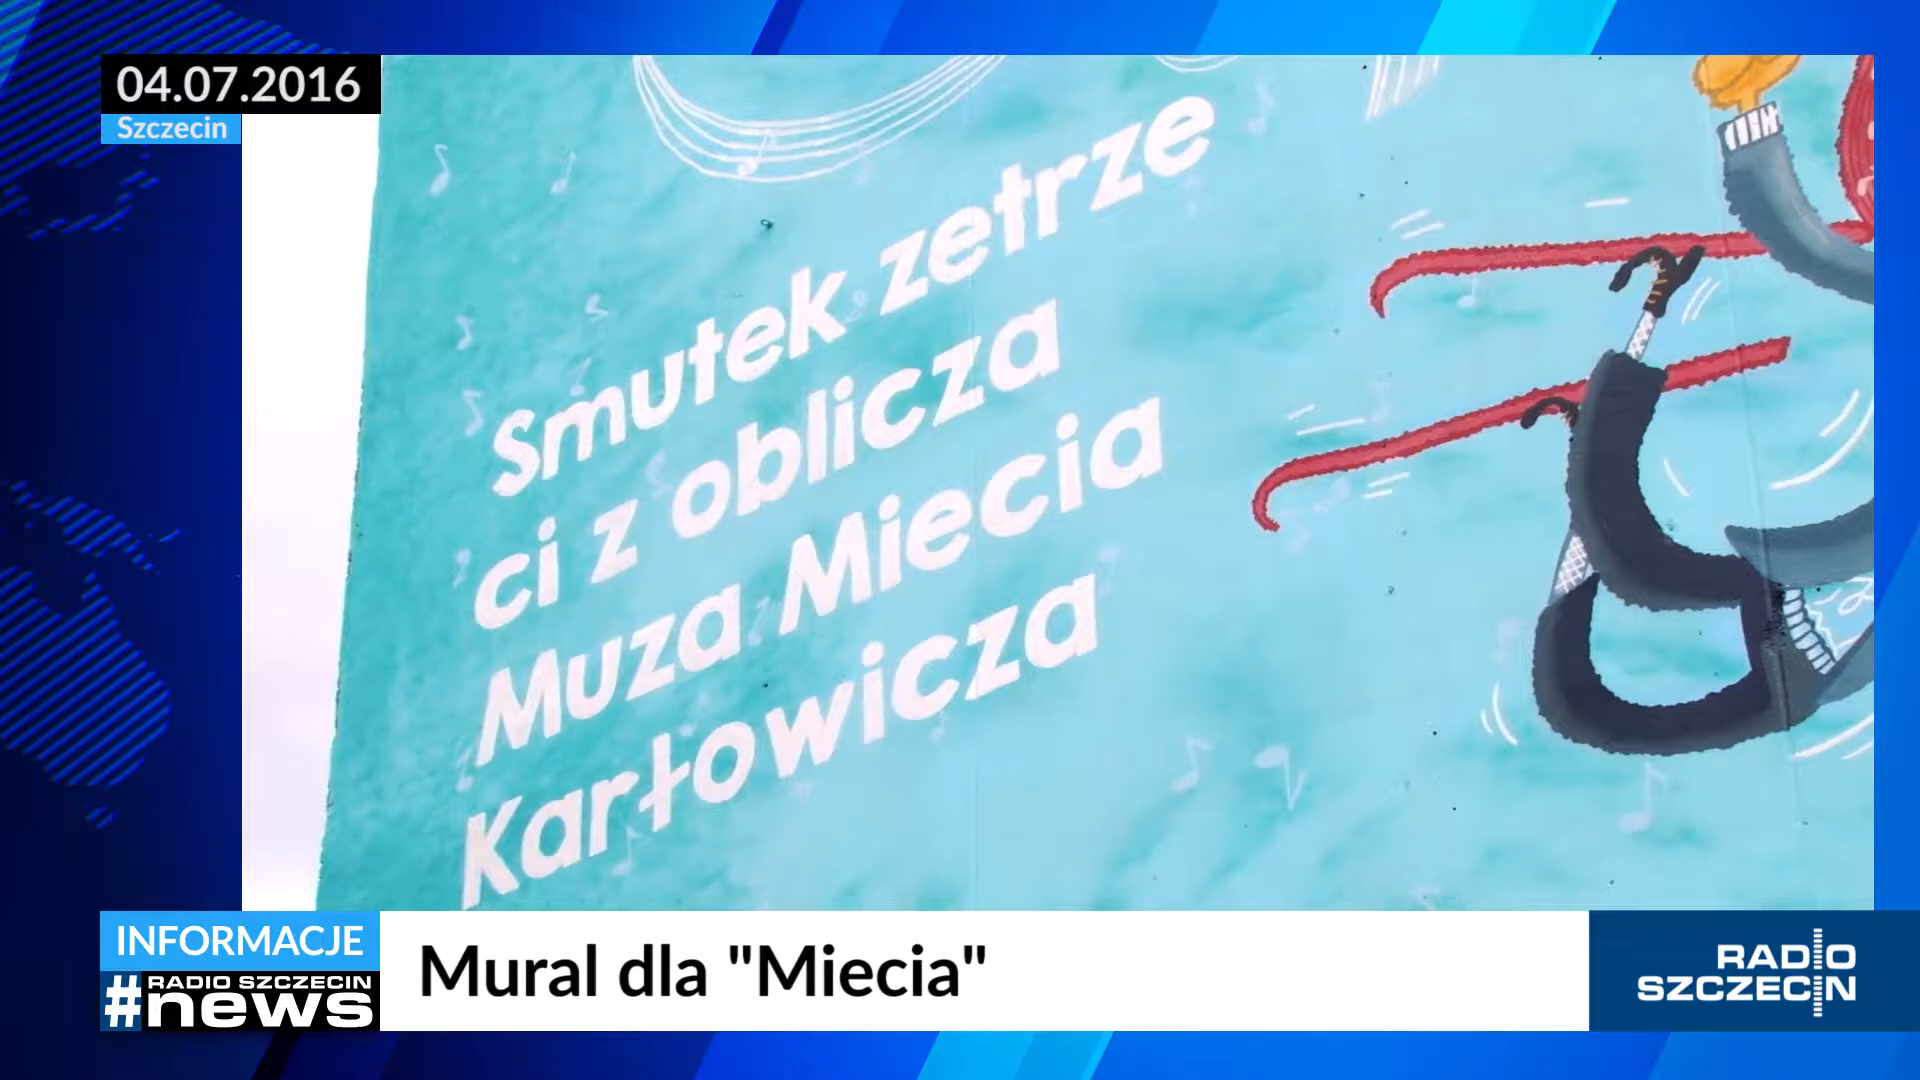 04.07.2016
Szczecin
Smutek zetrze
ci z oblicza
Muza Miecia
Karłowicza
INFORMACJE
#RADIO SZCZECIN
news
Mural dla "Miecia"
RADIO
SZCZECIN